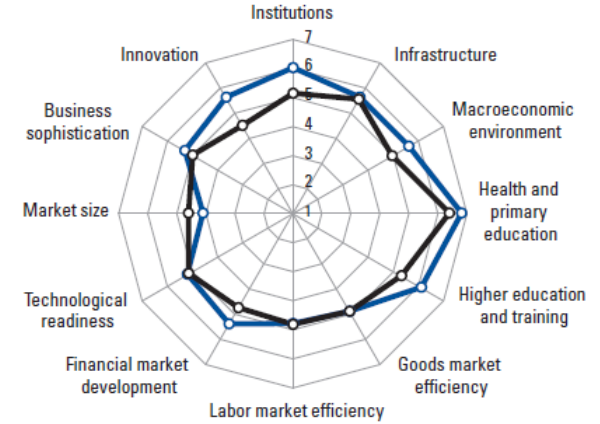 Institutions
Infrastructure
Macroeconomic
environment
Health and
primary
education
Higher education
and training
Goods market
efficiency
Labor market efficiency
Financial market
development
Technological
readiness
Market size
Business
sophistication
Innovation
7
6
5
4
3
2
1